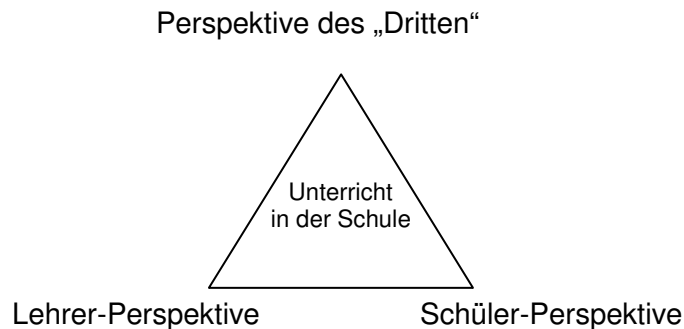 Perspektive des „Dritten“
Unterricht
in der Schule
Lehrer-Perspektive
Schüler-Perspektive